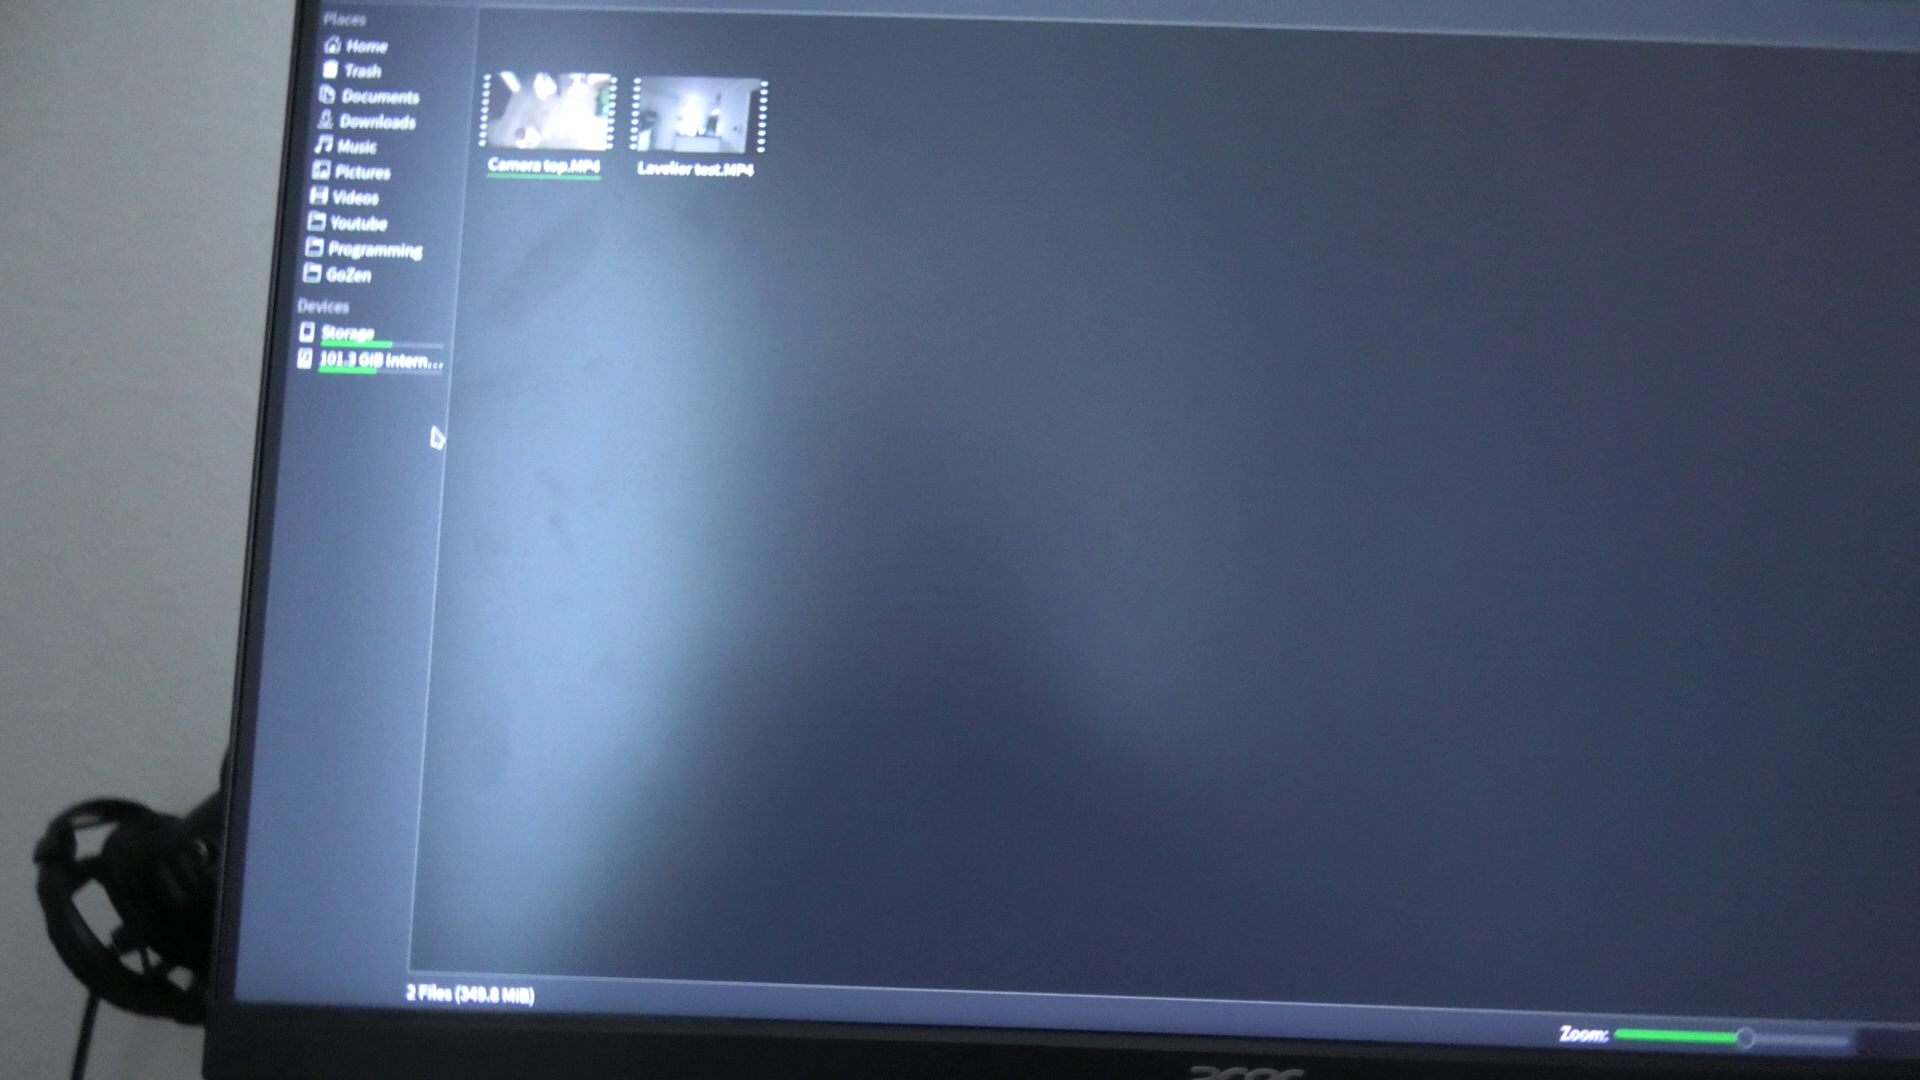 Places
Home
Trash
Documents
Downloads
Music
Pictures
Videos
Youtube
Programming
GoZen
Devices
Storage
101.3 GiB Intern...
Camera top.MP4
Lavelier test.MP4
2 Files (349.8 MiB)
Zoom:
acer